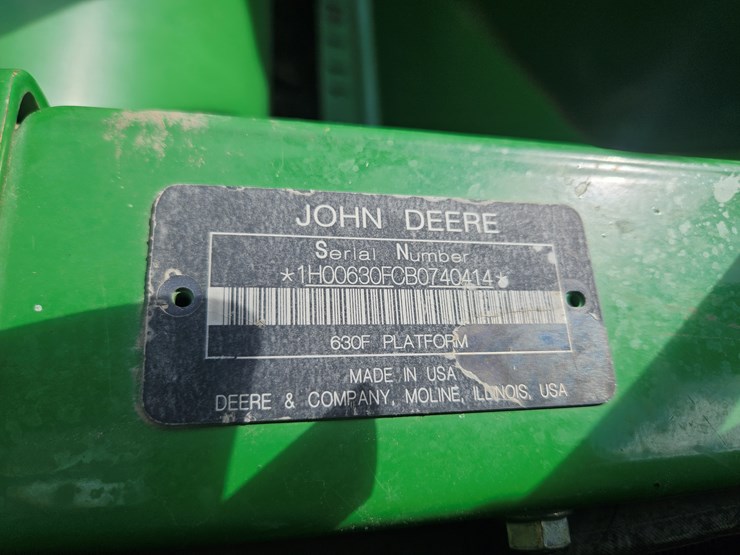 JOHN DEERE
Serial Number
*1H00630FCB0740414*
630F PLATFORM
MADE IN USA
DEERE & COMPANY, MOLINE, ILLINOIS, USA